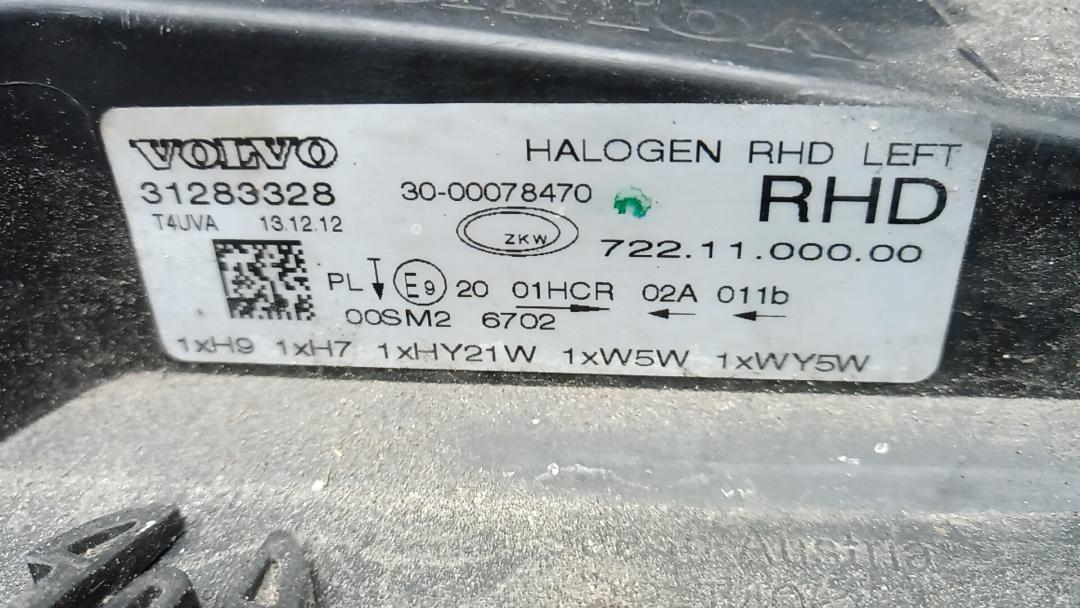 VOLVO
HALOGEN RHD LEFT
31283328
30-00078470
RHD
T4UVA 13.12.12
ZKW
722.11.000.00
PL E9 20 01HCR 02A 011b
00SM2 6702
1xH9 1xH7 1xHY21W 1xW5W 1xWY5W
Austria